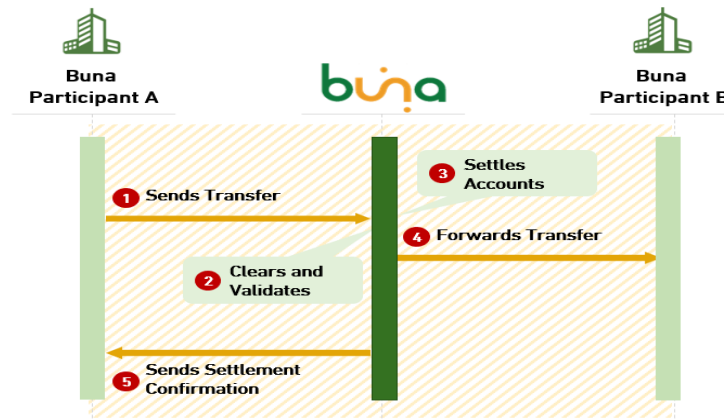 Buna
Participant A
buna
Buna
Participant B
3 Settles
Accounts
1 Sends Transfer
4 Forwards Transfer
2 Clears and
Validates
5 Sends Settlement
Confirmation